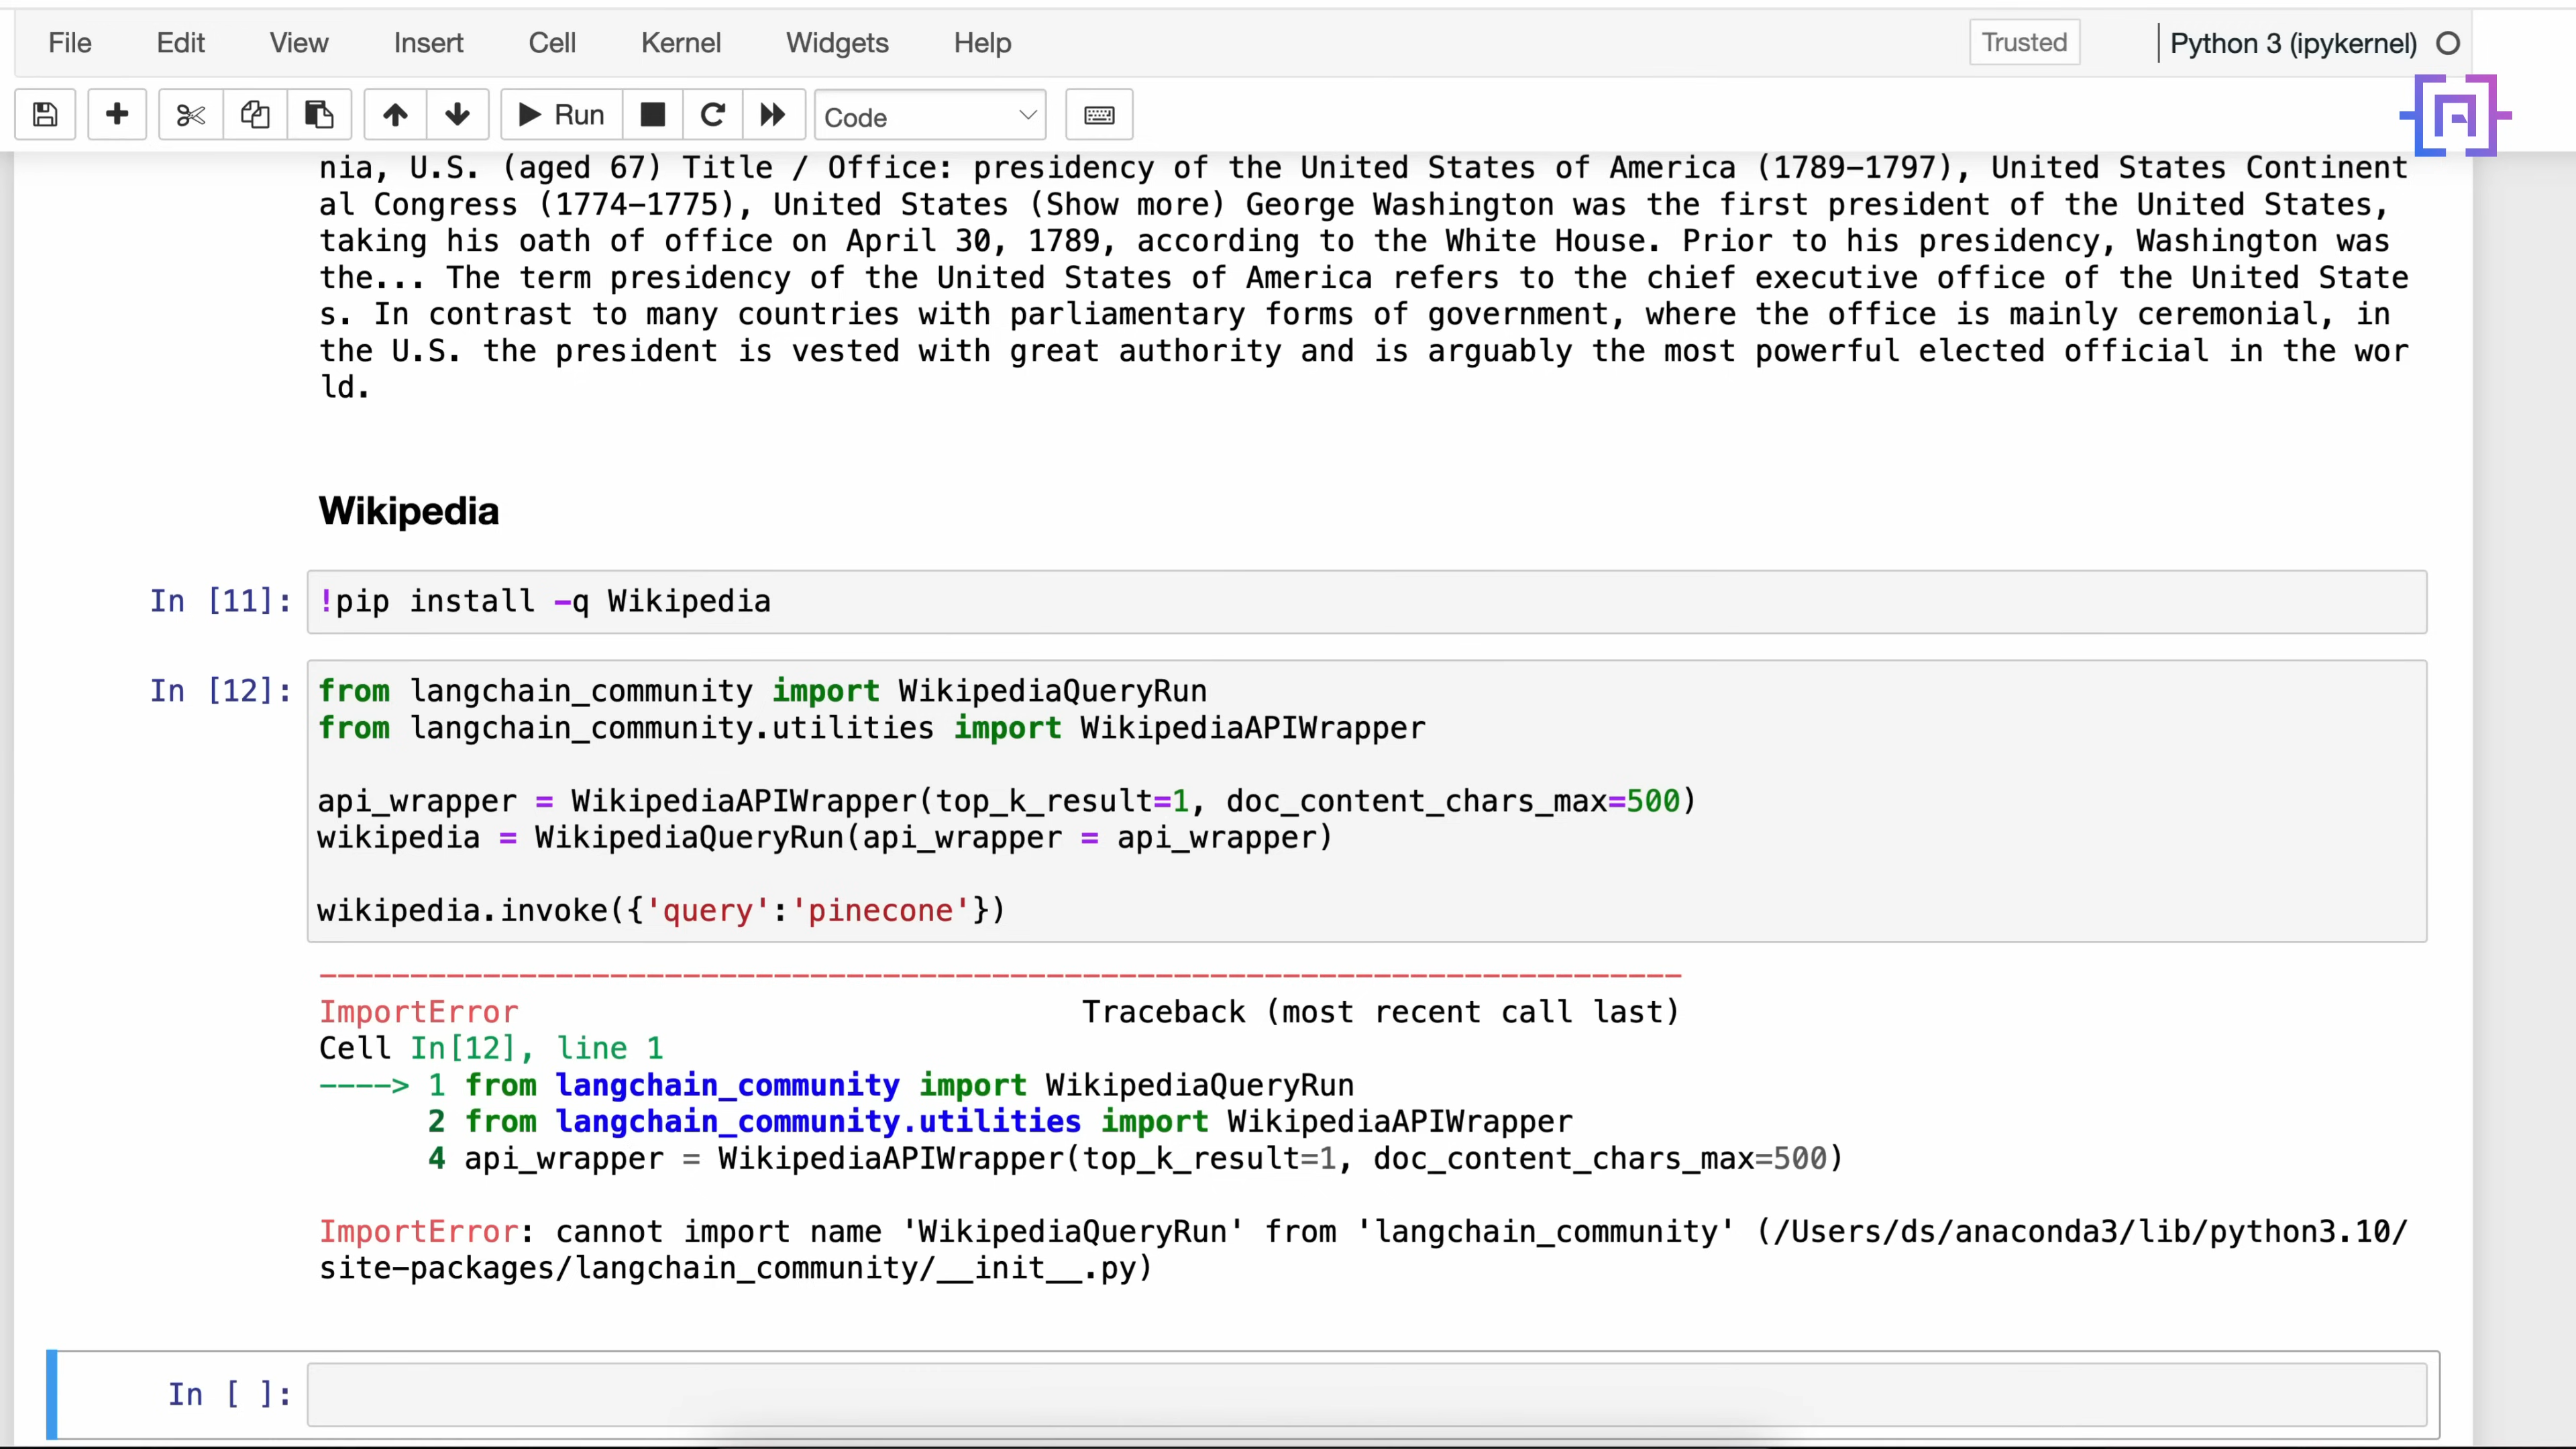 File Edit View Insert Cell Kernel Widgets Help Trusted Python 3 (ipykernel)
Run Code
nia, U.S. (aged 67) Title / Office: presidency of the United States of America (1789–1797), United States Continent
al Congress (1774–1775), United States (Show more) George Washington was the first president of the United States,
taking his oath of office on April 30, 1789, according to the White House. Prior to his presidency, Washington was
the... The term presidency of the United States of America refers to the chief executive office of the United State
s. In contrast to many countries with parliamentary forms of government, where the office is mainly ceremonial, in
the U.S. the president is vested with great authority and is arguably the most powerful elected official in the wor
ld.
Wikipedia
In [11]: !pip install -q Wikipedia
In [12]: from langchain_community import WikipediaQueryRun
from langchain_community.utilities import WikipediaAPIWrapper
api_wrapper = WikipediaAPIWrapper(top_k_result=1, doc_content_chars_max=500)
wikipedia = WikipediaQueryRun(api_wrapper = api_wrapper)
wikipedia.invoke({'query':'pinecone'})
---------------------------------------------------------------------------
ImportError Traceback (most recent call last)
Cell In[12], line 1
----> 1 from langchain_community import WikipediaQueryRun
2 from langchain_community.utilities import WikipediaAPIWrapper
4 api_wrapper = WikipediaAPIWrapper(top_k_result=1, doc_content_chars_max=500)
ImportError: cannot import name 'WikipediaQueryRun' from 'langchain_community' (/Users/ds/anaconda3/lib/python3.10/
site-packages/langchain_community/__init__.py)
In [ ]: